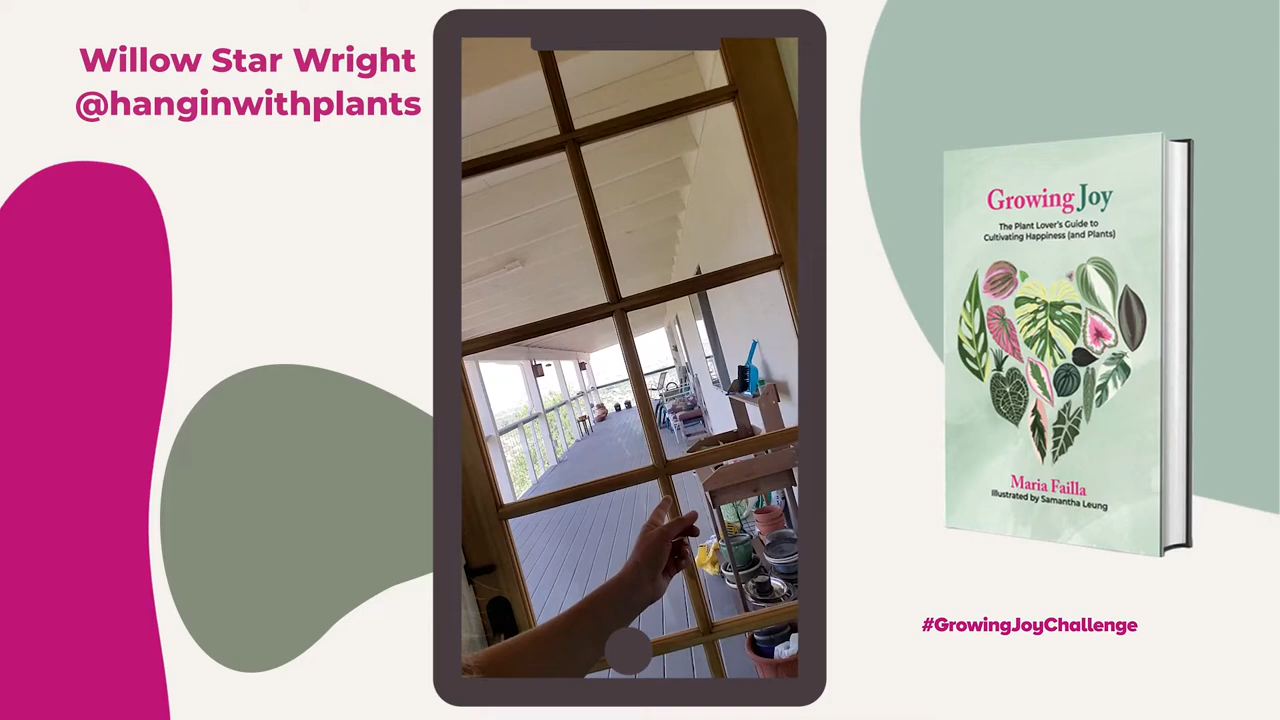 Willow Star Wright
@hanginwithplants
Growing Joy
The Plant Lover's Guide to
Cultivating Happiness (and Plants)
Maria Failla
Illustrated by Samantha Leung
#GrowingJoyChallenge